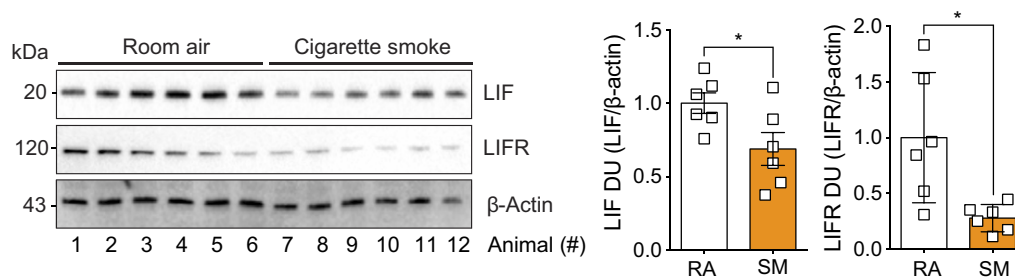 kDa
Room air
Cigarette smoke
20
LIF
120
LIFR
43
β-Actin
1 2 3 4 5 6 7 8 9 10 11 12 Animal (#)
LIF DU (LIF/β-actin)
1.5
1.0
0.5
0.0
*
RA SM
LIFR DU (LIFR/β-actin)
2.0
1.5
1.0
0.5
0.0
*
RA SM